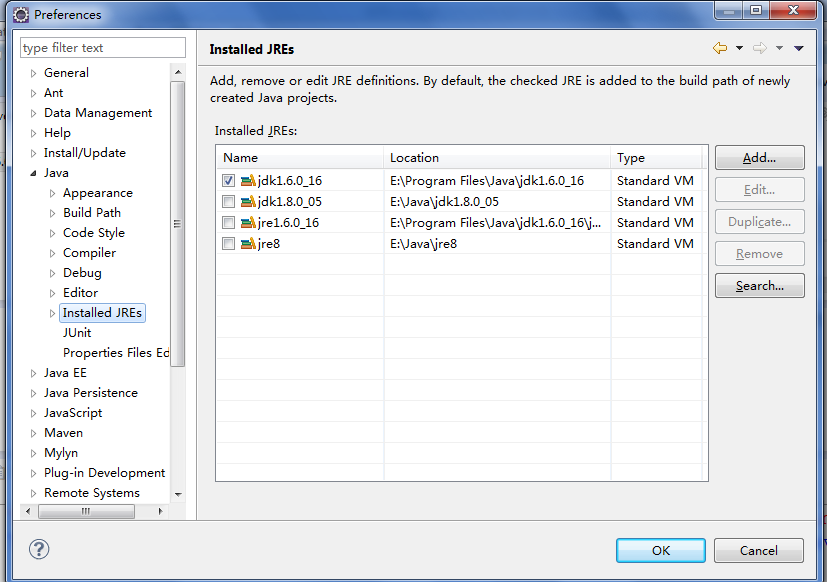 Preferences
type filter text
General
Ant
Data Management
Help
Install/Update
Java
Appearance
Build Path
Code Style
Compiler
Debug
Editor
Installed JREs
JUnit
Properties Files Ed
Java EE
Java Persistence
JavaScript
Maven
Mylyn
Plug-in Development
Remote Systems
Installed JREs
Add, remove or edit JRE definitions. By default, the checked JRE is added to the build path of newly
created Java projects.
Installed JREs:
Name Location Type
jdk1.6.0_16 E:\Program Files\Java\jdk1.6.0_16 Standard VM
jdk1.8.0_05 E:\Java\jdk1.8.0_05 Standard VM
jre1.6.0_16 E:\Program Files\Java\jdk1.6.0_16\j... Standard VM
jre8 E:\Java\jre8 Standard VM
Add...
Edit...
Duplicate...
Remove
Search...
?
OK Cancel